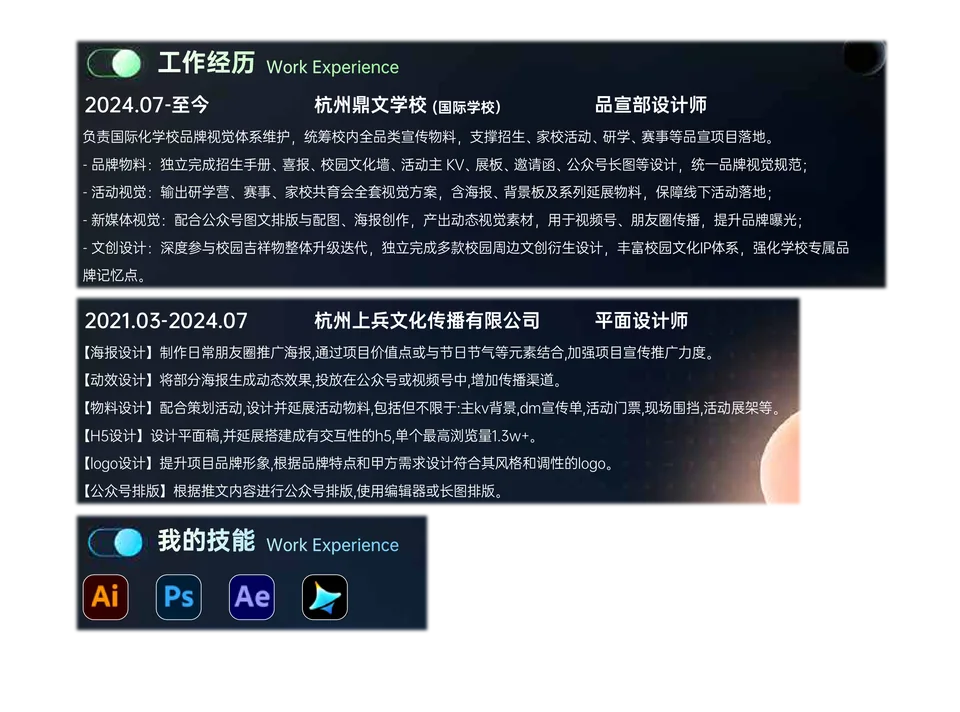 工作经历 Work Experience
2024.07-至今 杭州鼎文学校 (国际学校) 品宣部设计师
负责国际化学校品牌视觉体系维护，统筹校内全品类宣传物料，支撑招生、家校活动、研学、赛事等品宣项目落地。
- 品牌物料：独立完成招生手册、喜报、校园文化墙、活动主 KV、展板、邀请函、公众号长图等设计，统一品牌视觉规范；
- 活动视觉：输出研学营、赛事、家校共育会全套视觉方案，含海报、背景板及系列延展物料，保障线下活动落地；
- 新媒体视觉：配合公众号图文排版与配图、海报创作，产出动态视觉素材，用于视频号、朋友圈传播，提升品牌曝光；
- 文创设计：深度参与校园吉祥物整体升级迭代，独立完成多款校园周边文创衍生设计，丰富校园文化IP体系，强化学校专属品
牌记忆点。
2021.03-2024.07 杭州上兵文化传播有限公司 平面设计师
【海报设计】制作日常朋友圈推广海报,通过项目价值点或与节日节气等元素结合,加强项目宣传推广力度。
【动效设计】将部分海报生成动态效果,投放在公众号或视频号中,增加传播渠道。
【物料设计】配合策划活动,设计并延展活动物料,包括但不限于:主kv背景,dm宣传单,活动门票,现场围挡,活动展架等。
【H5设计】设计平面稿,并延展搭建成有交互性的h5,单个最高浏览量1.3w+。
【logo设计】提升项目品牌形象,根据品牌特点和甲方需求设计符合其风格和调性的logo。
【公众号排版】根据推文内容进行公众号排版,使用编辑器或长图排版。
我的技能 Work Experience
Ai Ps Ae